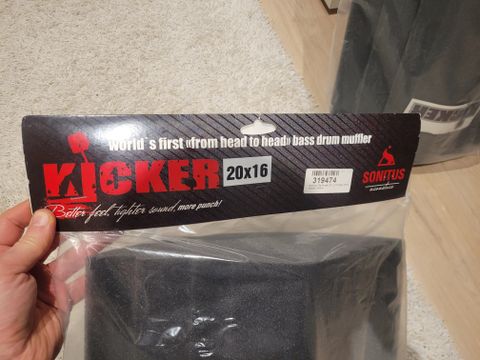 world´s first «from head to head» bass drum muffler
KICKER 20x16
Better feel, tighter sound, more punch!
319474
SONITUS
KICKER